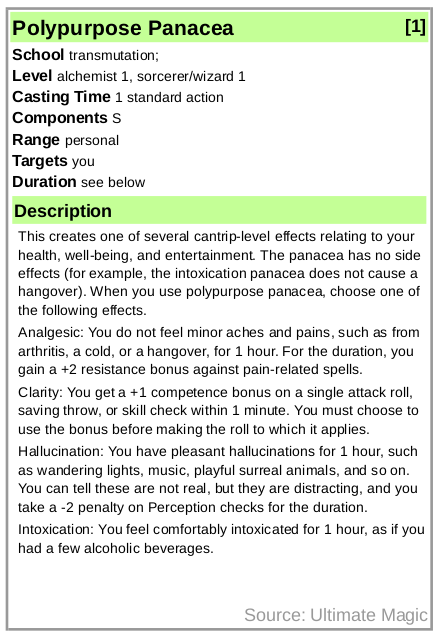 Polypurpose Panacea [1]
School transmutation;
Level alchemist 1, sorcerer/wizard 1
Casting Time 1 standard action
Components S
Range personal
Targets you
Duration see below
Description
This creates one of several cantrip-level effects relating to your
health, well-being, and entertainment. The panacea has no side
effects (for example, the intoxication panacea does not cause a
hangover). When you use polypurpose panacea, choose one of
the following effects.
Analgesic: You do not feel minor aches and pains, such as from
arthritis, a cold, or a hangover, for 1 hour. For the duration, you
gain a +2 resistance bonus against pain-related spells.
Clarity: You get a +1 competence bonus on a single attack roll,
saving throw, or skill check within 1 minute. You must choose to
use the bonus before making the roll to which it applies.
Hallucination: You have pleasant hallucinations for 1 hour, such
as wandering lights, music, playful surreal animals, and so on.
You can tell these are not real, but they are distracting, and you
take a -2 penalty on Perception checks for the duration.
Intoxication: You feel comfortably intoxicated for 1 hour, as if you
had a few alcoholic beverages.
Source: Ultimate Magic